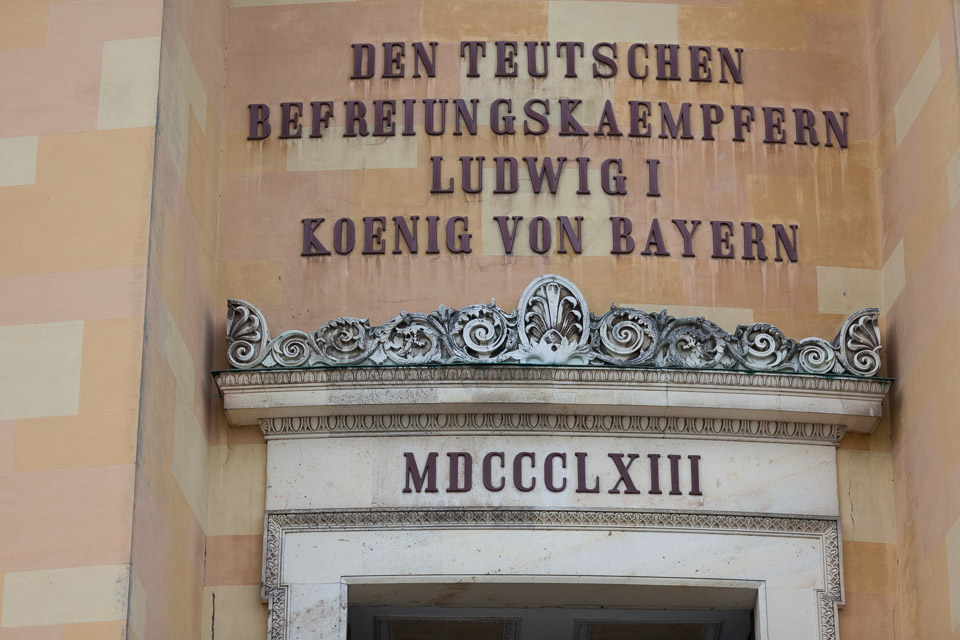 DEN TEUTSCHEN
BEFREIUNGSKAEMPFERN
LUDWIG I
KOENIG VON BAYERN
MDCCCLXIII